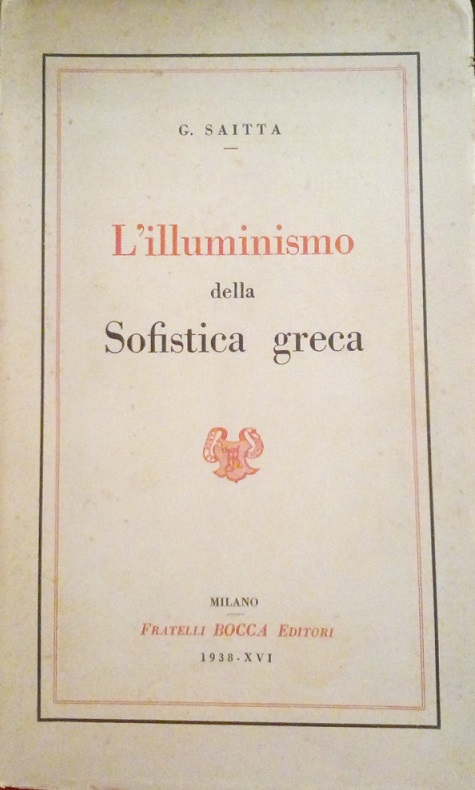 G. SAITTA
L'illuminismo
della
Sofistica greca
MILANO
FRATELLI BOCCA EDITORI
1938-XVI